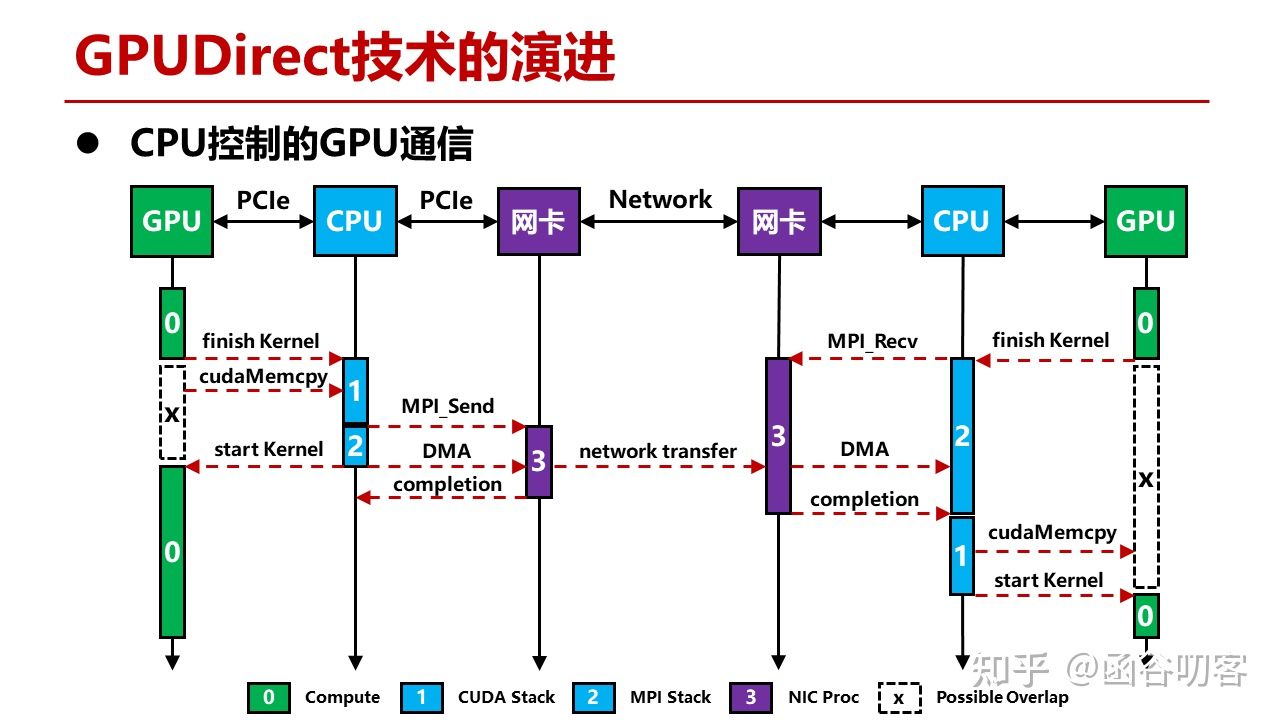 GPUDirect技术的演进
● CPU控制的GPU通信
GPU PCIe CPU PCIe 网卡 Network 网卡 CPU GPU
0 0
finish Kernel MPI_Recv finish Kernel
cudaMemcpy
1
x MPI_Send
2 3 2
start Kernel DMA 3 network transfer DMA
completion x
completion
cudaMemcpy
0 1
start Kernel
0
知乎 @函谷叨客
0 Compute 1 CUDA Stack 2 MPI Stack 3 NIC Proc x Possible Overlap